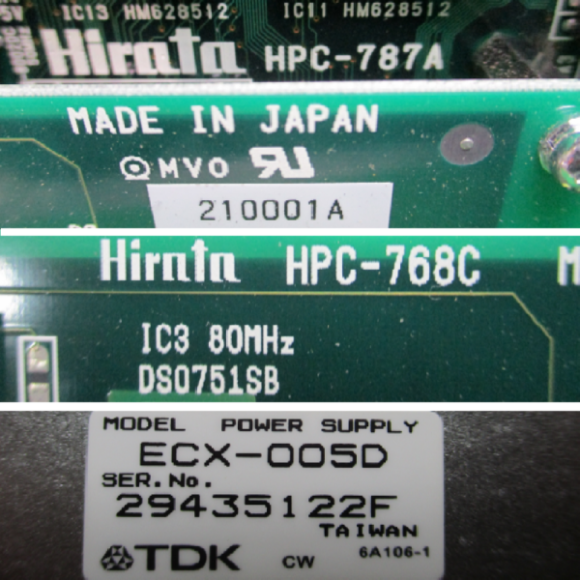 IC13 HM628512 IC11 HM628512
5V
Hirata HPC-787A
MADE IN JAPAN
MVO
210001A
Hirata HPC-768C M
IC3 80MHz
DS0751SB
MODEL POWER SUPPLY
ECX-005D
SER.No.
29435122F
TAIWAN
TDK CW 6A106-1